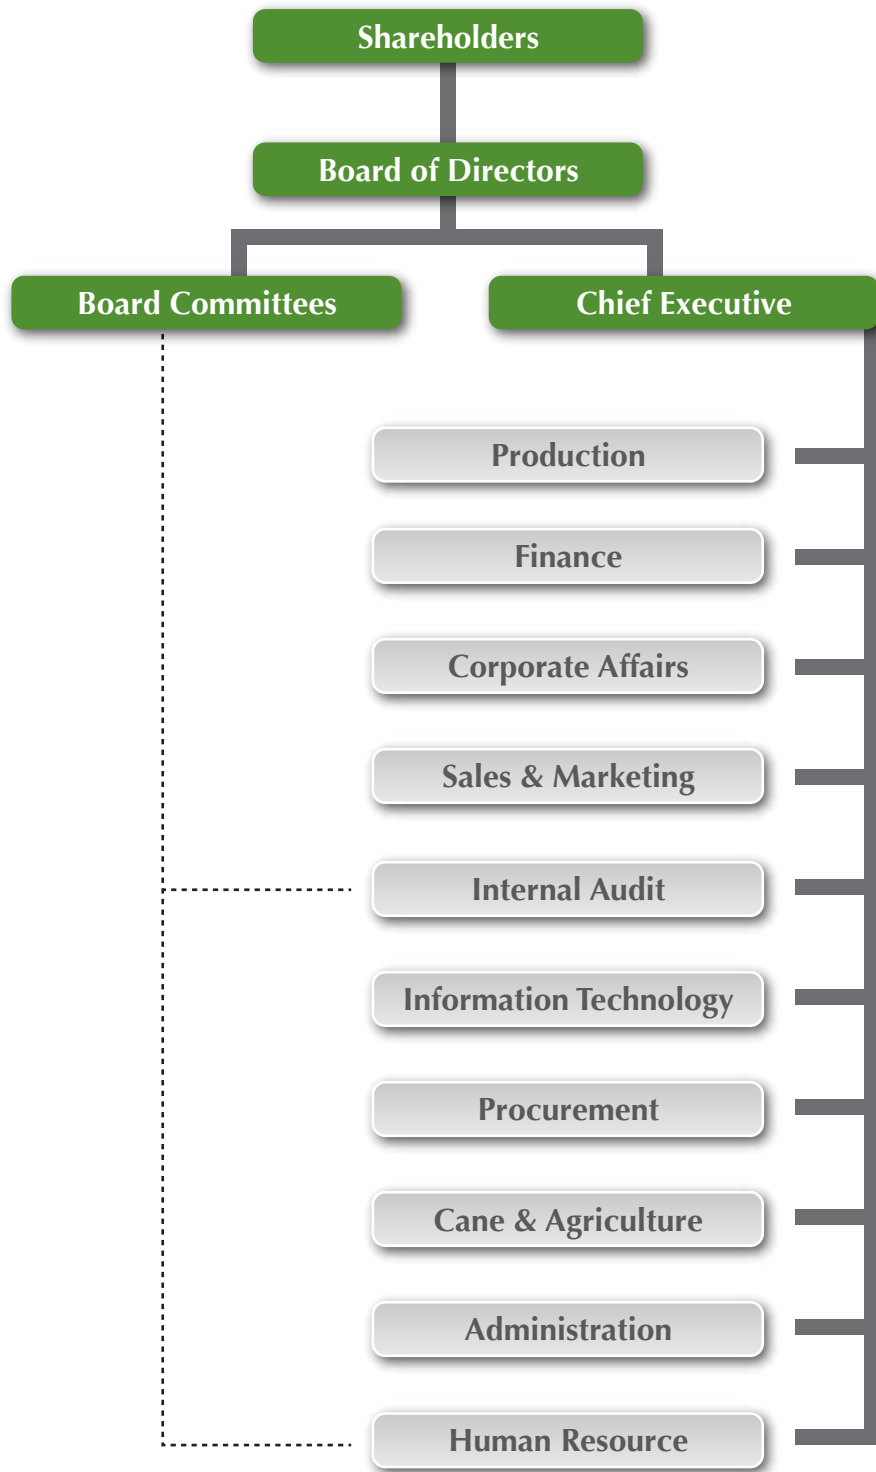 Shareholders
Board of Directors
Board Committees
Chief Executive
Production
Finance
Corporate Affairs
Sales & Marketing
Internal Audit
Information Technology
Procurement
Cane & Agriculture
Administration
Human Resource